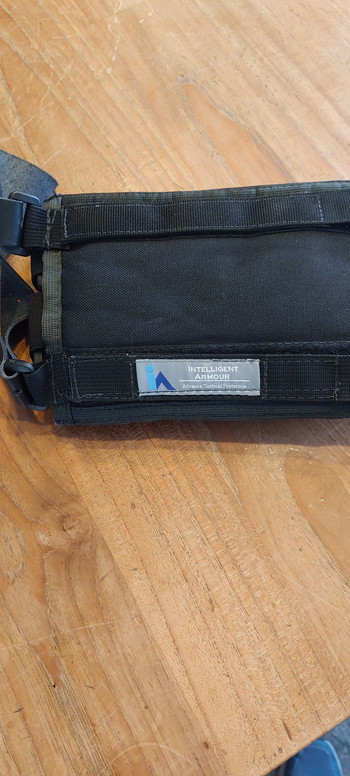 INTELLIGENT
ARMOUR
Advance Tactical Protection